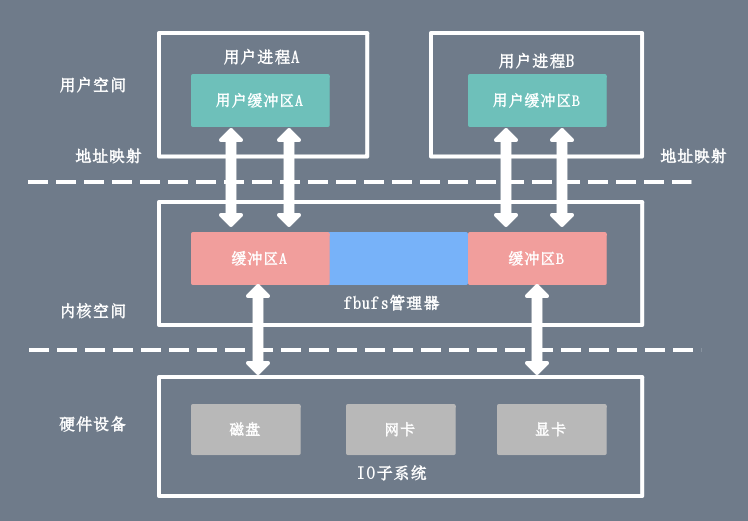 用户进程A
用户进程B
用户空间
用户缓冲区A
用户缓冲区B
地址映射
地址映射
缓冲区A
缓冲区B
fbufs管理器
内核空间
硬件设备
磁盘
网卡
显卡
IO子系统